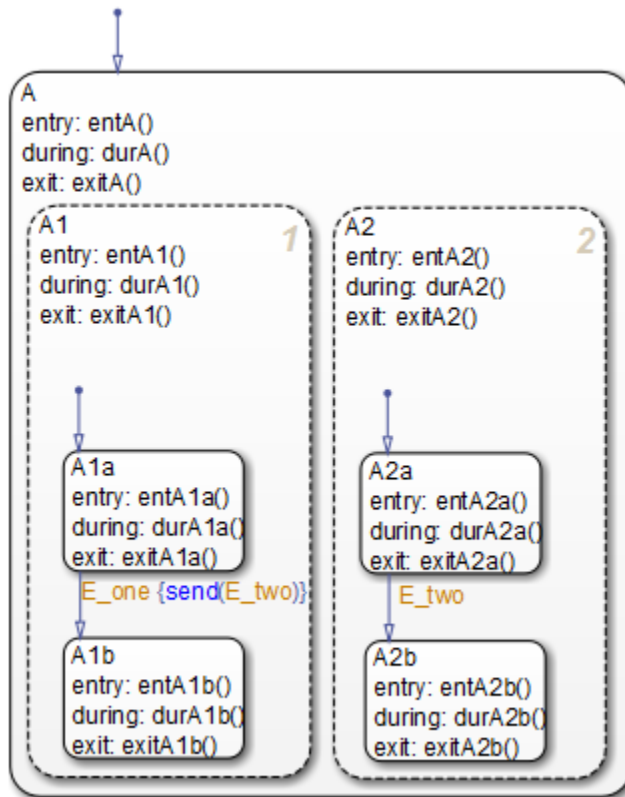 A
entry: entA()
during: durA()
exit: exitA()
A1
1
entry: entA1()
during: durA1()
exit: exitA1()
A2
2
entry: entA2()
during: durA2()
exit: exitA2()
A1a
entry: entA1a()
during: durA1a()
exit: exitA1a()
E_one {send(E_two)}
A1b
entry: entA1b()
during: durA1b()
exit: exitA1b()
A2a
entry: entA2a()
during: durA2a()
exit: exitA2a()
E_two
A2b
entry: entA2b()
during: durA2b()
exit: exitA2b()